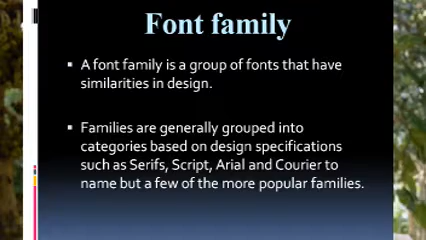 Font family
A font family is a group of fonts that have
similarities in design.
Families are generally grouped into
categories based on design specifications
such as Serifs, Script, Arial and Courier to
name but a few of the more popular families.